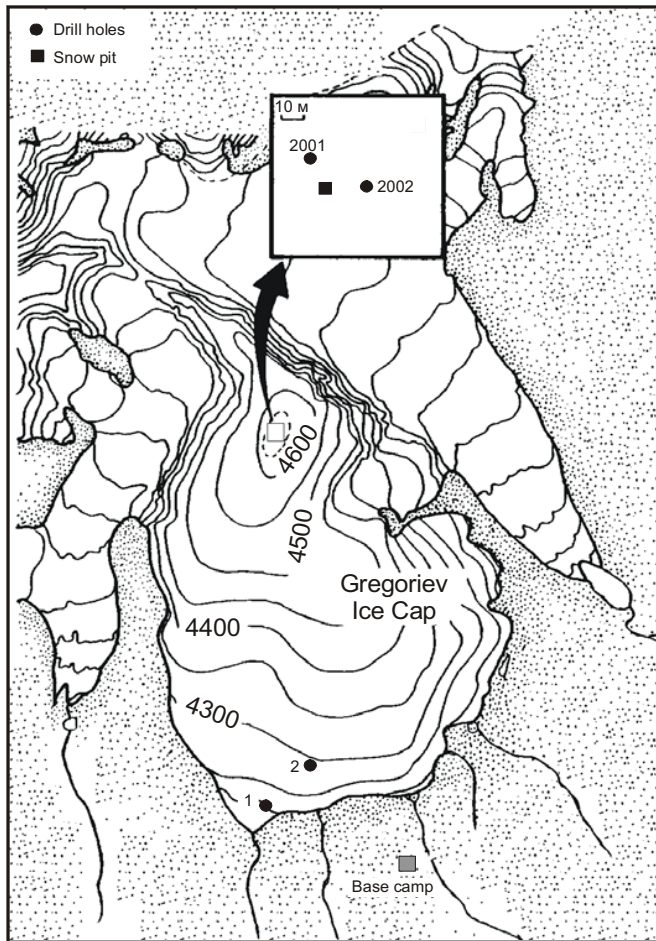 Drill holes
Snow pit
10 м
2001
2002
4600
4500
Gregoriev
Ice Cap
4400
4300
2
1
Base camp